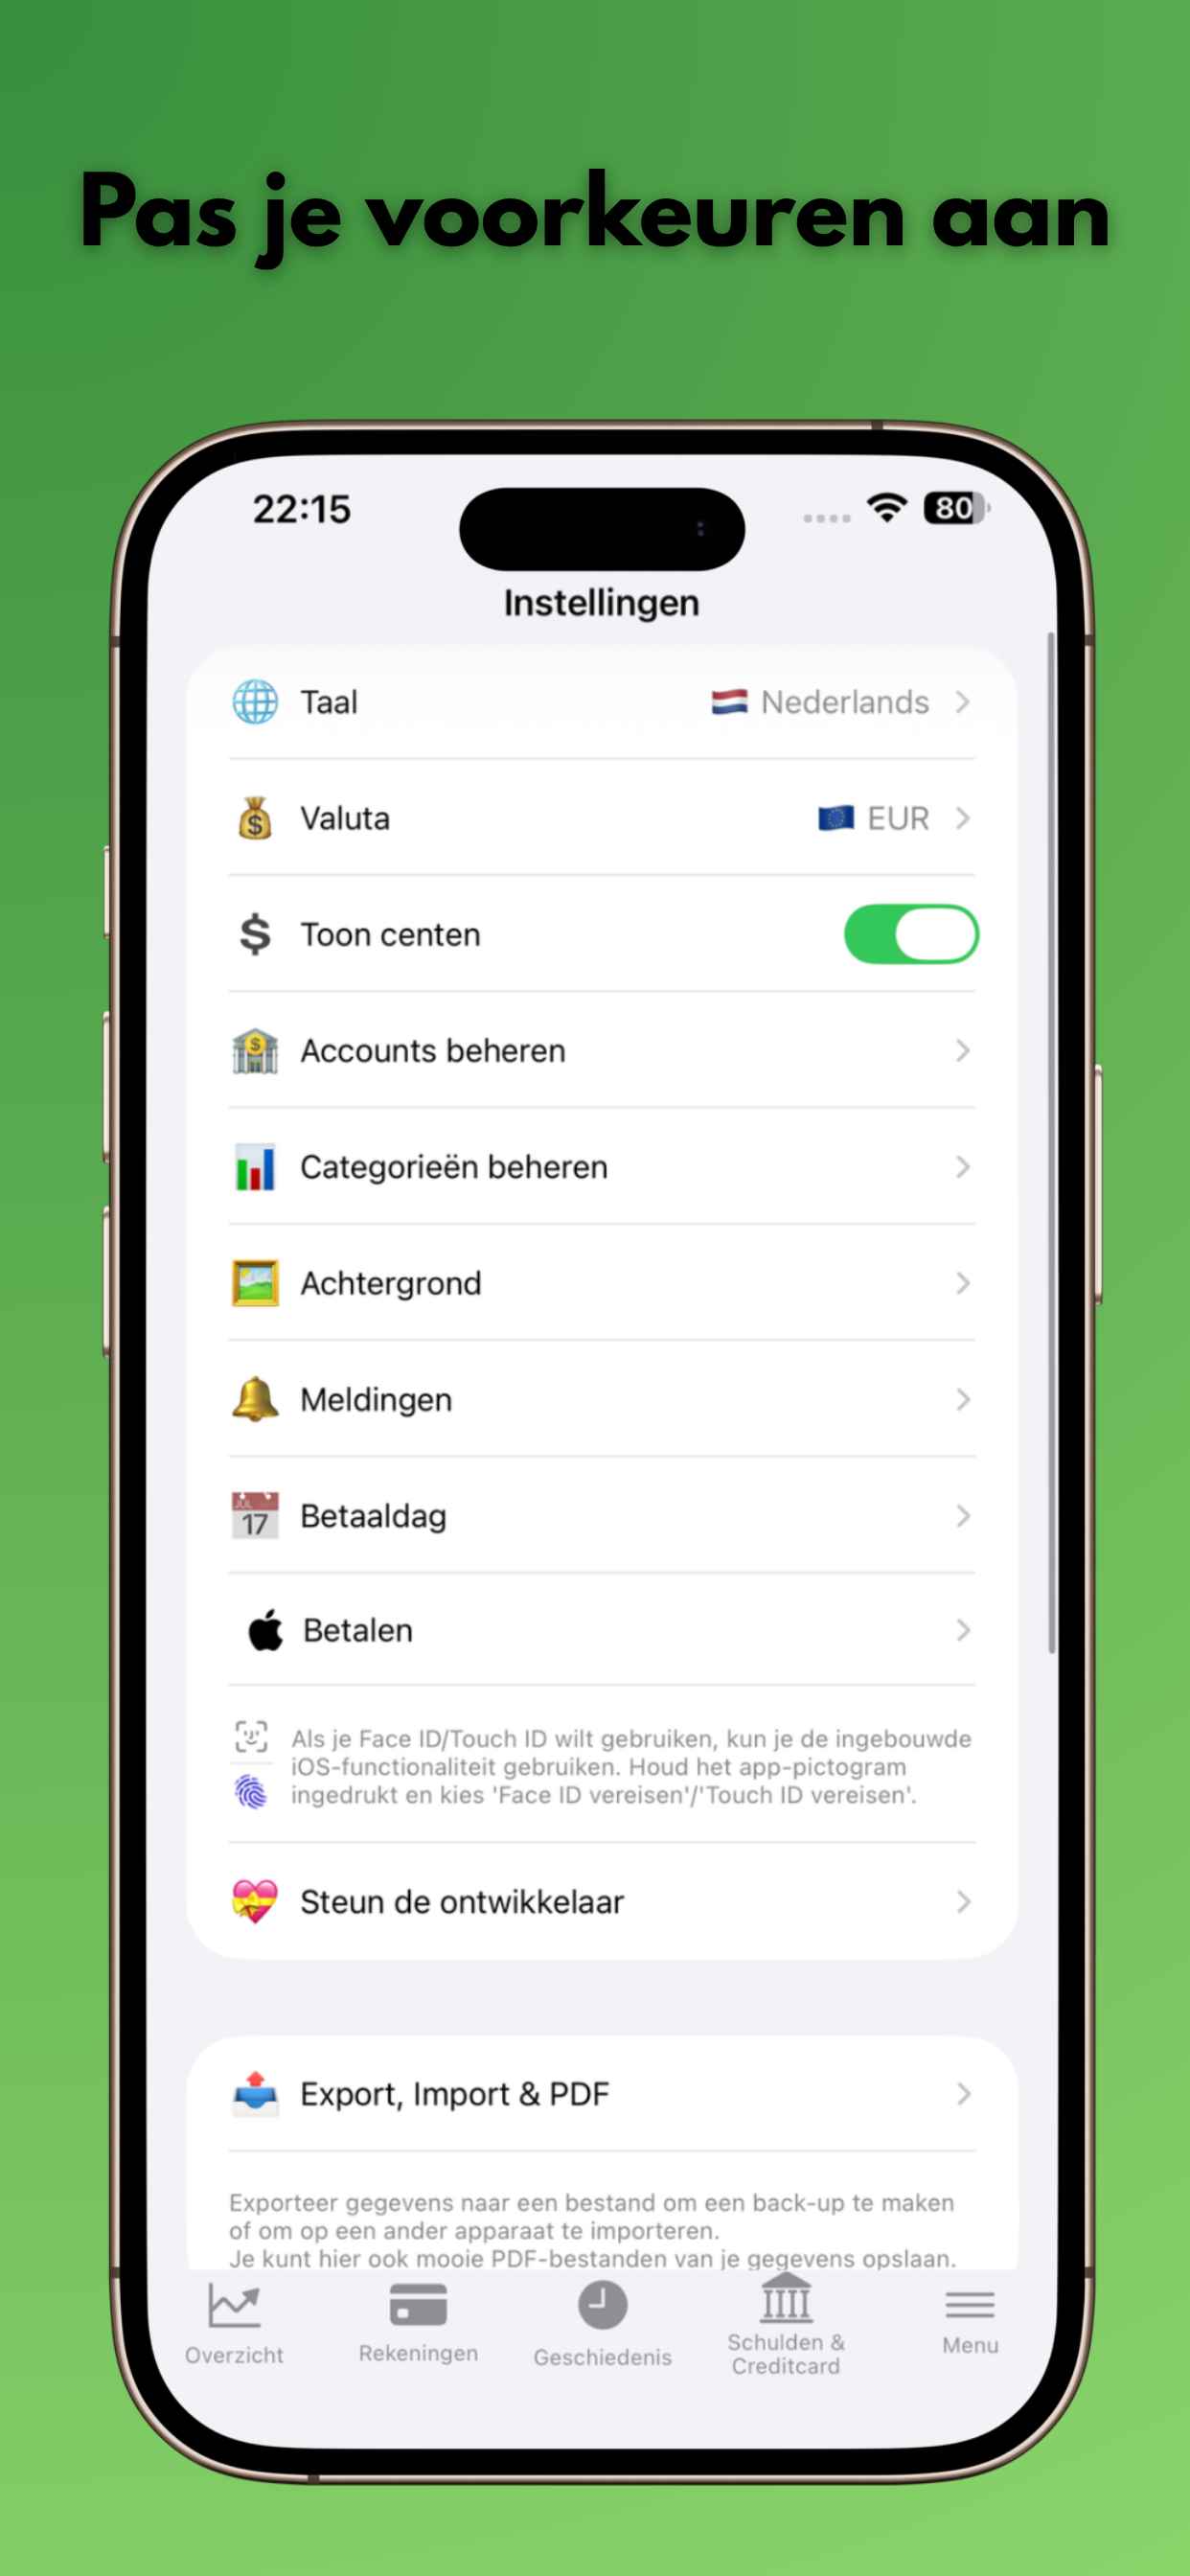 Pas je voorkeuren aan
22:15
80
Instellingen
Taal
Nederlands
Valuta
EUR
$ Toon centen
Accounts beheren
Categorieën beheren
Achtergrond
Meldingen
JUL
17
Betaaldag
Betalen
Als je Face ID/Touch ID wilt gebruiken, kun je de ingebouwde
iOS-functionaliteit gebruiken. Houd het app-pictogram
ingedrukt en kies 'Face ID vereisen'/'Touch ID vereisen'.
Steun de ontwikkelaar
Export, Import & PDF
Exporteer gegevens naar een bestand om een back-up te maken
of om op een ander apparaat te importeren.
Je kunt hier ook mooie PDF-bestanden van je gegevens opslaan.
Overzicht
Rekeningen
Geschiedenis
Schulden &
Creditcard
Menu